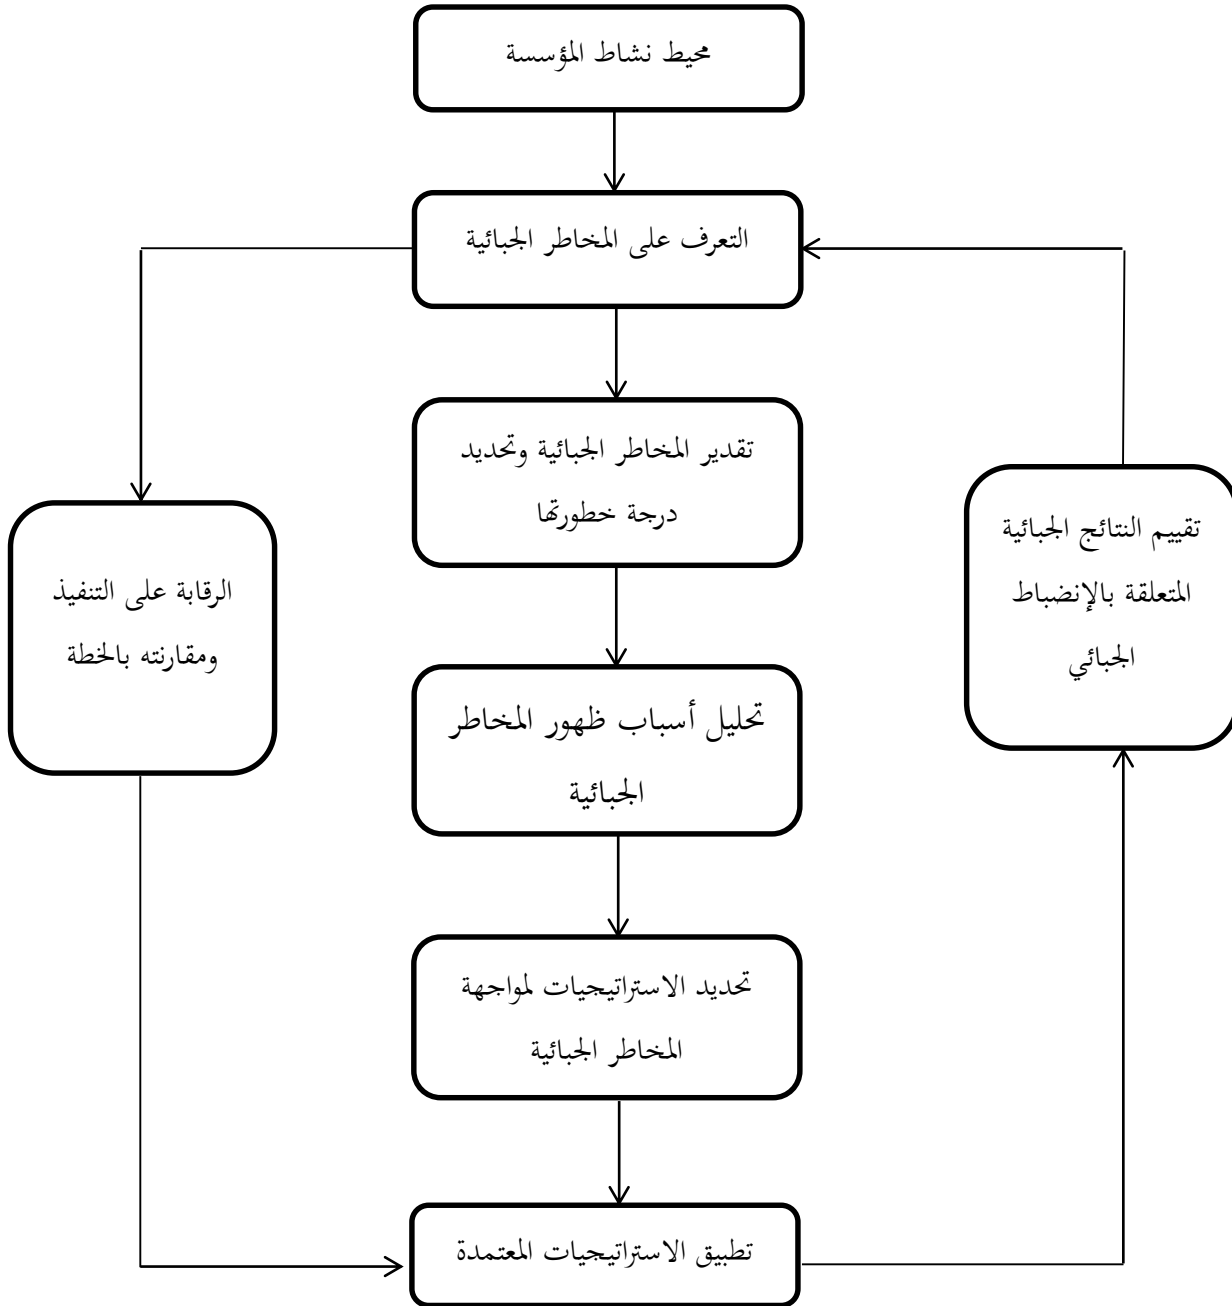 محيط نشاط المؤسسة
التعرف على المخاطر الجبائية
تقدير المخاطر الجبائية وتحديد
درجة خطورتها
تقييم النتائج الجبائية
المتعلقة بالإنضباط
الجبائي
الرقابة على التنفيذ
ومقارنته بالخطة
تحليل أسباب ظهور المخاطر
الجبائية
تحديد الاستراتيجيات لمواجهة
المخاطر الجبائية
تطبيق الاستراتيجيات المعتمدة